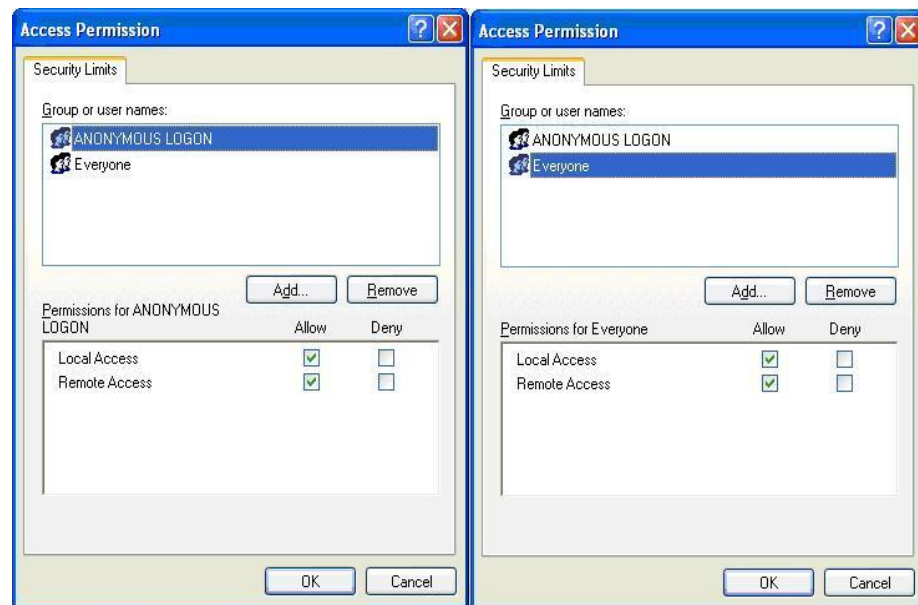 Access Permission
Security Limits
Group or user names:
ANONYMOUS LOGON
Everyone
Add...
Remove
Permissions for ANONYMOUS
LOGON
Allow
Deny
Local Access
Remote Access
OK
Cancel
Access Permission
Security Limits
Group or user names:
ANONYMOUS LOGON
Everyone
Add...
Remove
Permissions for Everyone
Allow
Deny
Local Access
Remote Access
OK
Cancel